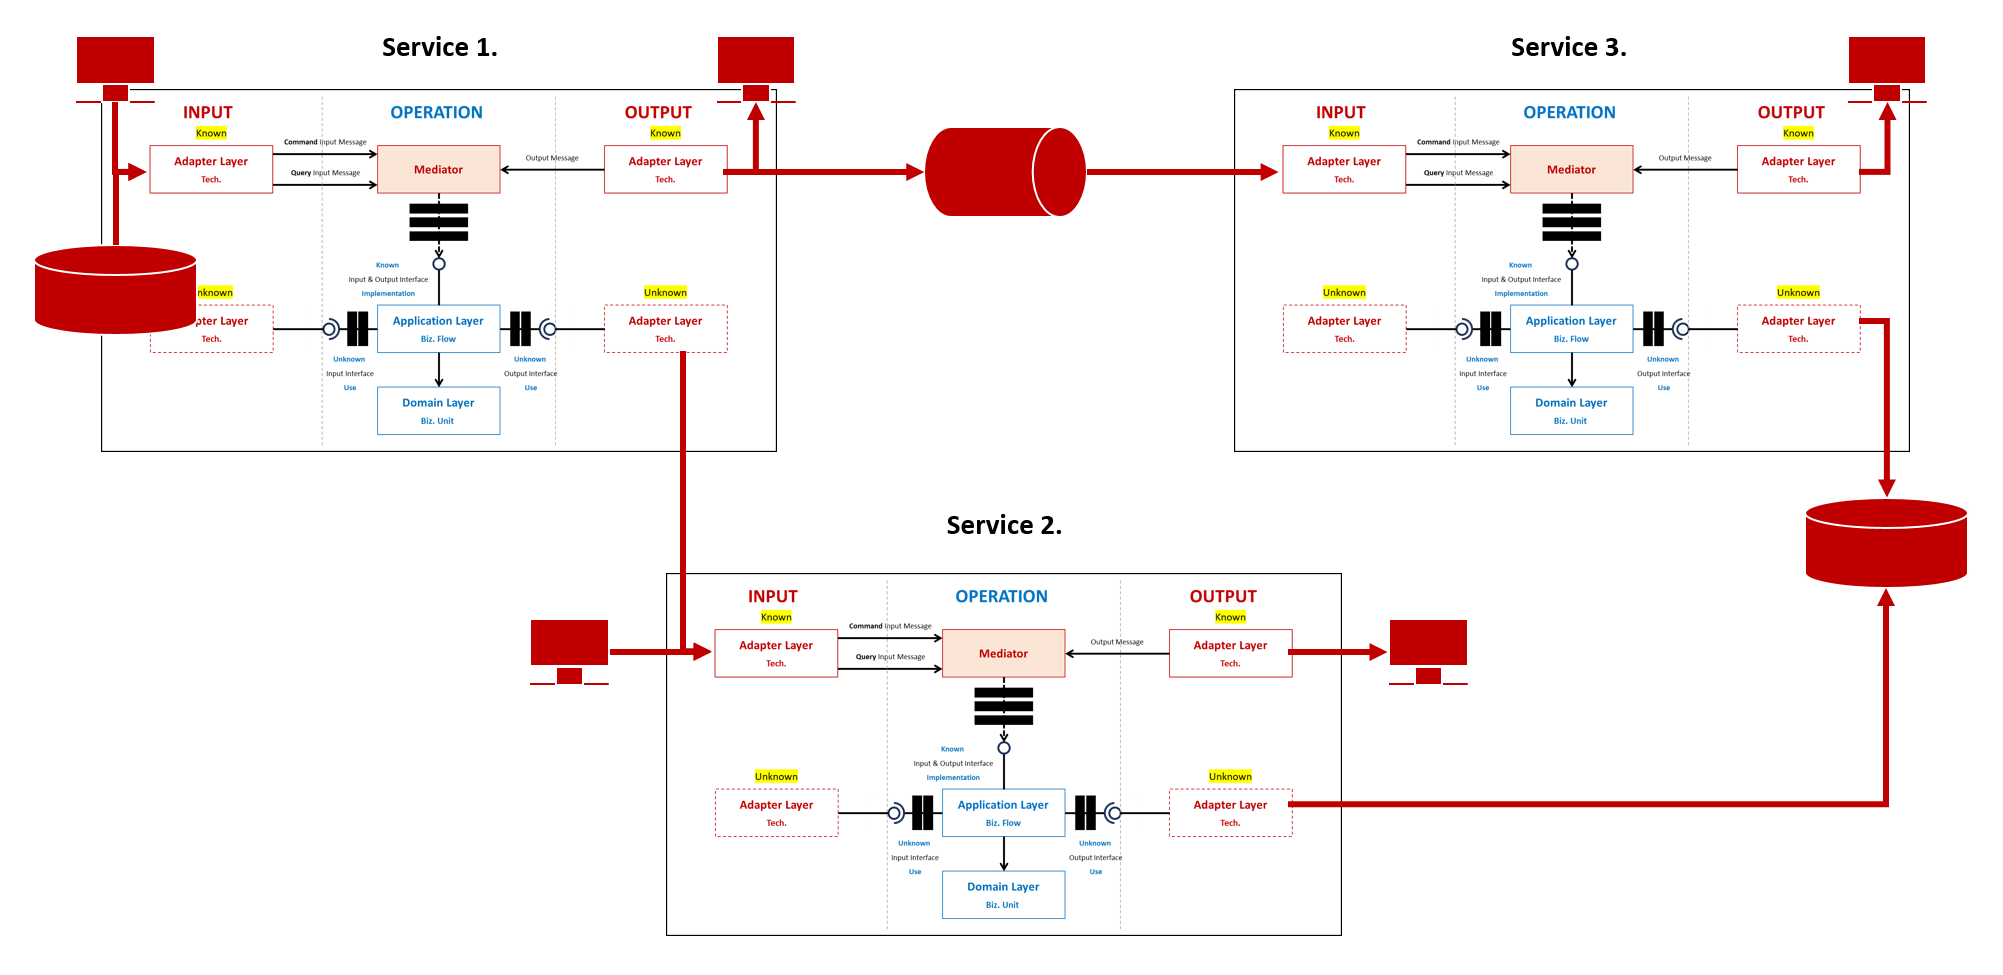 Service 1.
INPUT
OPERATION
OUTPUT
Known
Known
Adapter Layer
Tech.
Command Input Message
Query Input Message
Mediator
Output Message
Adapter Layer
Tech.
Known
Input & Output Interface
Implementation
nknown
pter Layer
Tech.
Application Layer
Biz. Flow
Unknown
Adapter Layer
Tech.
Unknown
Input Interface
Use
Unknown
Output Interface
Use
Domain Layer
Biz. Unit
Service 3.
INPUT
OPERATION
OUTPUT
Known
Known
Adapter Layer
Tech.
Command Input Message
Query Input Message
Mediator
Output Message
Adapter Layer
Tech.
Known
Input & Output Interface
Implementation
Unknown
Adapter Layer
Tech.
Application Layer
Biz. Flow
Unknown
Adapter Layer
Tech.
Unknown
Input Interface
Use
Unknown
Output Interface
Use
Domain Layer
Biz. Unit
Service 2.
INPUT
OPERATION
OUTPUT
Known
Known
Adapter Layer
Tech.
Command Input Message
Query Input Message
Mediator
Output Message
Adapter Layer
Tech.
Known
Input & Output Interface
Implementation
Unknown
Adapter Layer
Tech.
Application Layer
Biz. Flow
Unknown
Adapter Layer
Tech.
Unknown
Input Interface
Use
Unknown
Output Interface
Use
Domain Layer
Biz. Unit